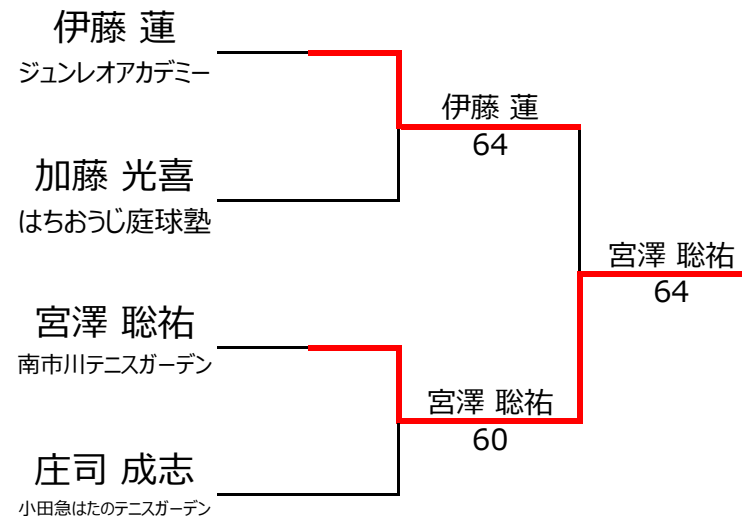 伊藤 蓮
ジュンレオアカデミー
伊藤 蓮
64
加藤 光喜
はちおうじ庭球塾
宮澤 聡祐
64
宮澤 聡祐
南市川テニスガーデン
宮澤 聡祐
60
庄司 成志
小田急はたのテニスガーデン